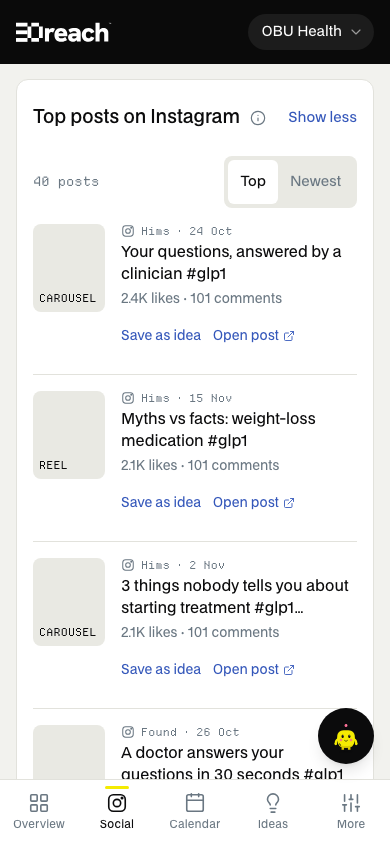 reach
OBU Health
Top posts on Instagram
Show less
40 posts
Top
Newest
Hims · 24 Oct
Your questions, answered by a
clinician #glp1
2.4K likes · 101 comments
CAROUSEL
Save as idea
Open post
Hims · 15 Nov
Myths vs facts: weight-loss
medication #glp1
2.1K likes · 101 comments
REEL
Save as idea
Open post
Hims · 2 Nov
3 things nobody tells you about
starting treatment #glp1...
2.1K likes · 101 comments
CAROUSEL
Save as idea
Open post
Found · 26 Oct
A doctor answers your
questions in 30 seconds #glp1
Overview
Social
Calendar
Ideas
More